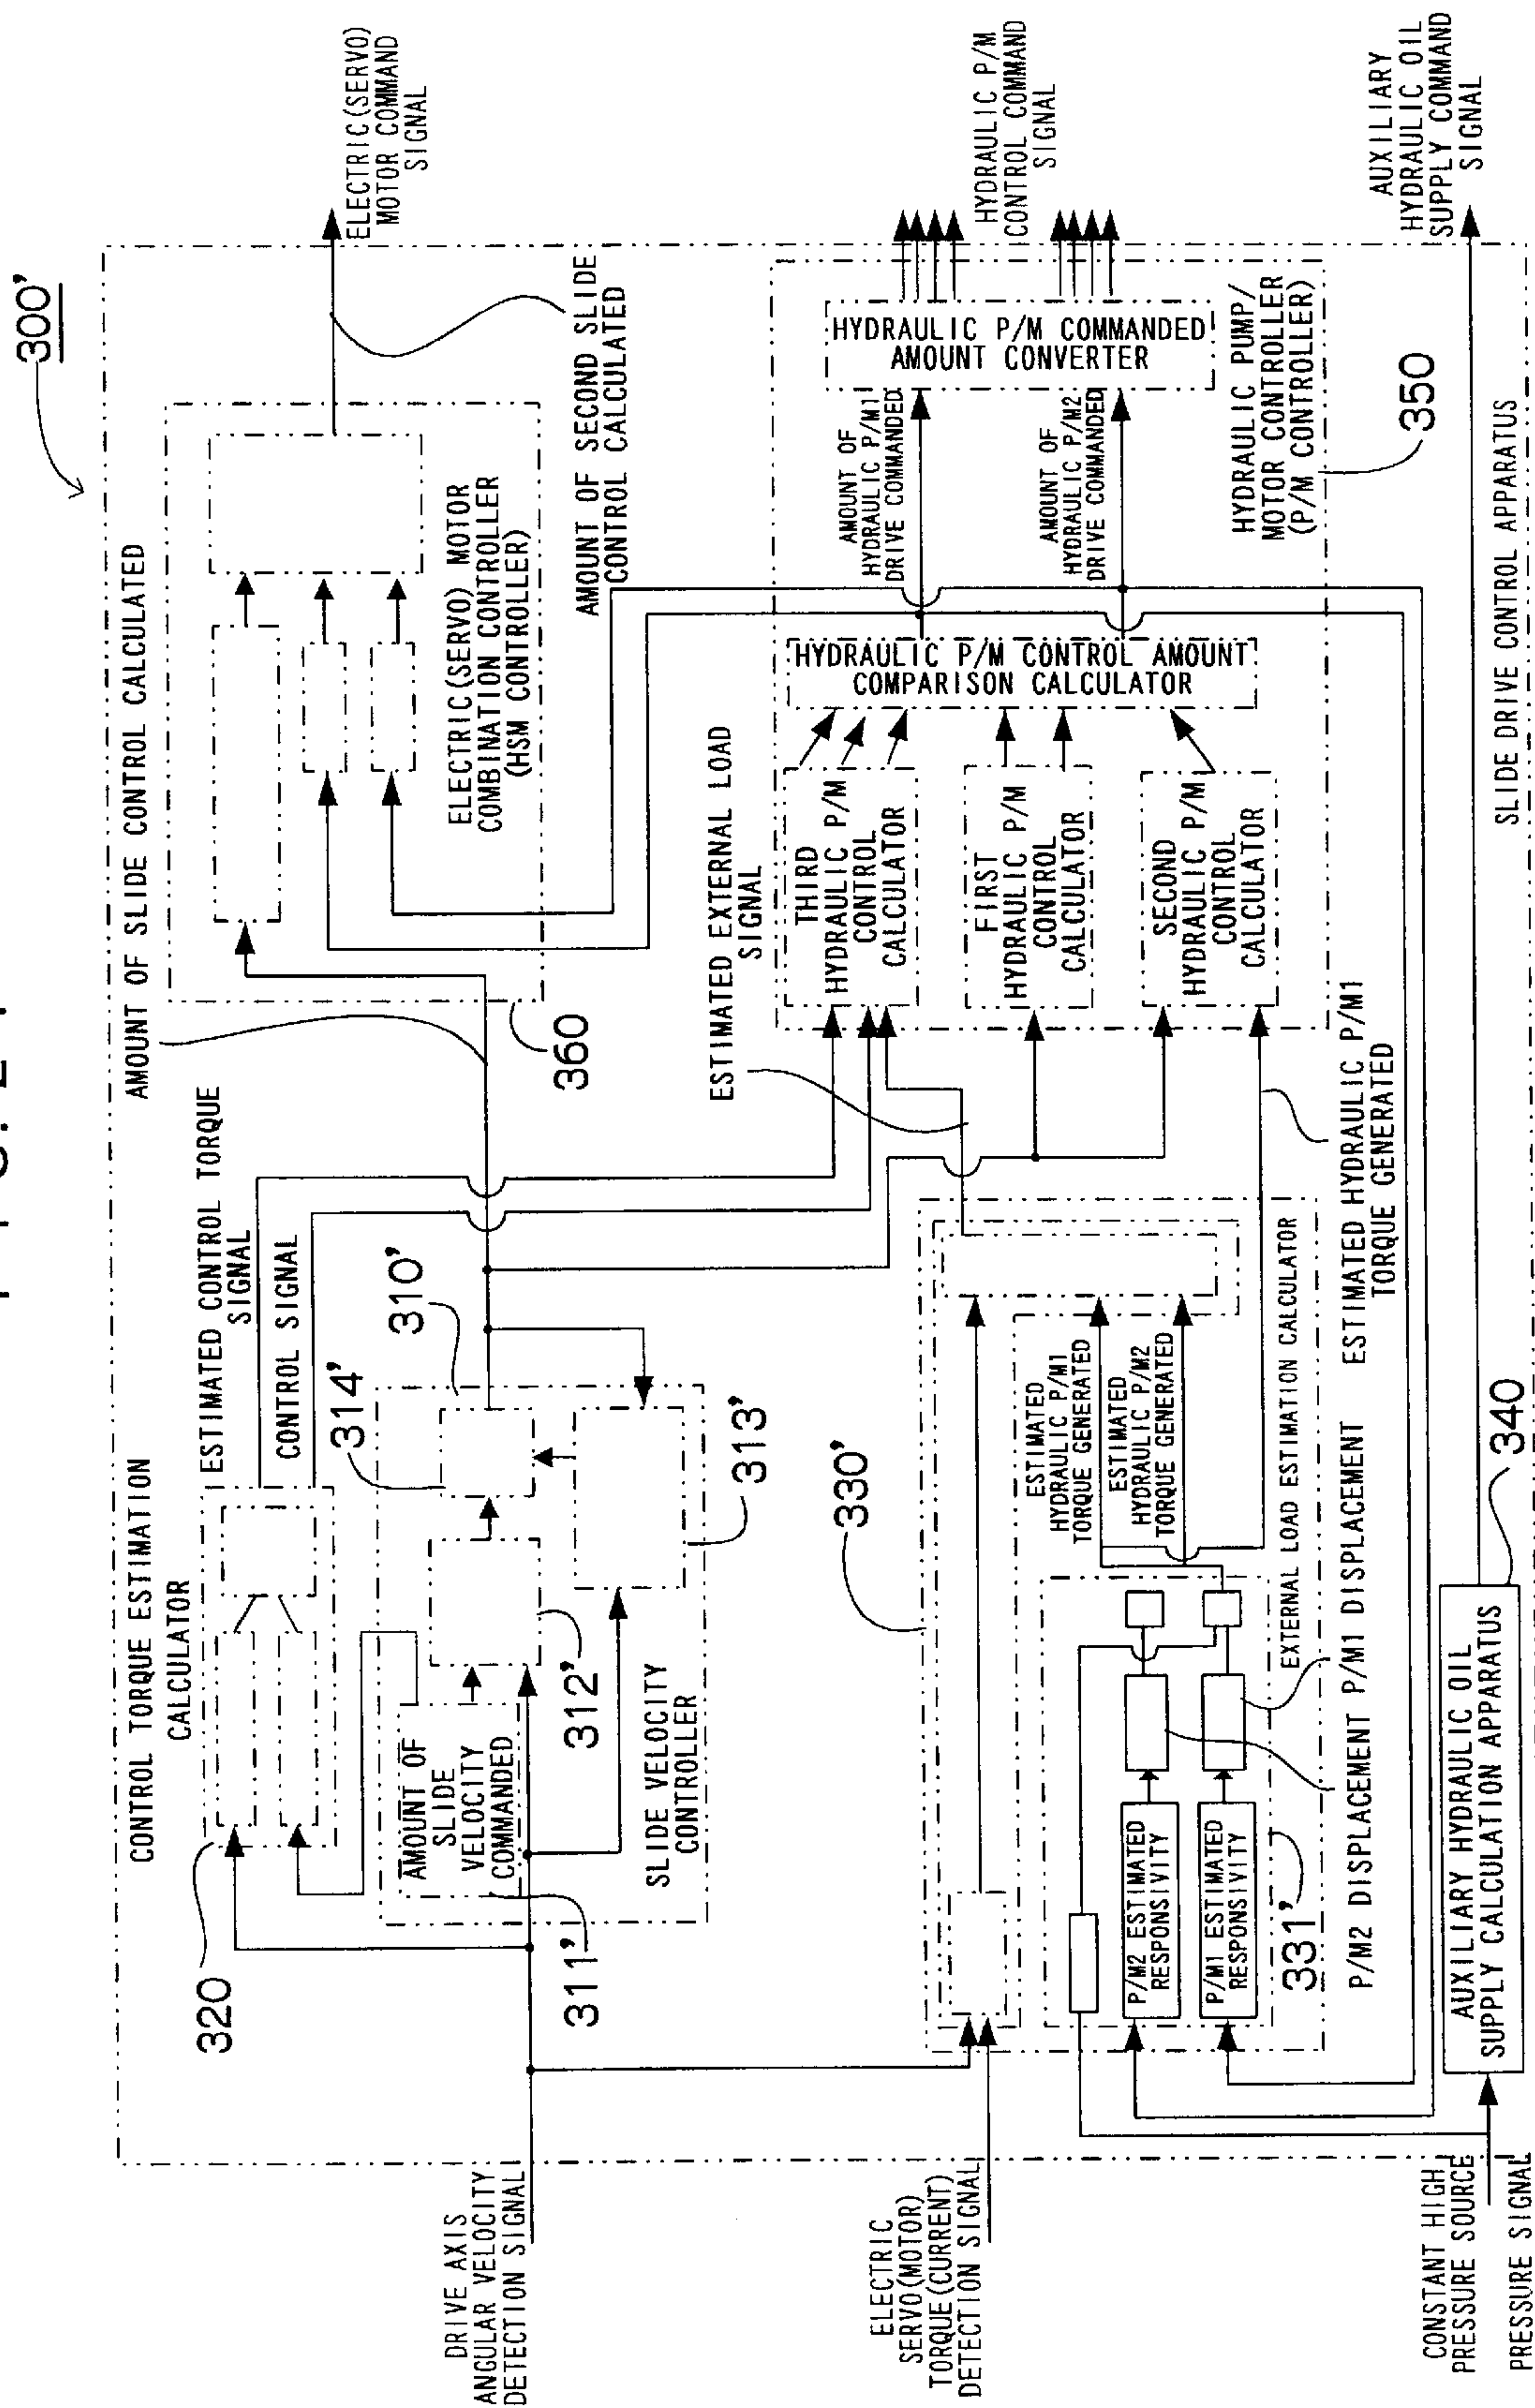 300'
ELECTRIC(SERVO)
MOTOR COMMAND
SIGNAL
HYDRAULIC P/M
CONTROL COMMAND
SIGNAL
AUXILIARY
HYDRAULIC OIL
SUPPLY COMMAND
SIGNAL
AMOUNT OF SLIDE CONTROL CALCULATED
ELECTRIC(SERVO) MOTOR
COMBINATION CONTROLLER
(HSM CONTROLLER)
360
AMOUNT OF SECOND SLIDE
CONTROL CALCULATED
CONTROL TORQUE ESTIMATION
CALCULATOR
320
ESTIMATED CONTROL TORQUE
SIGNAL
CONTROL SIGNAL
310'
314'
313'
312'
311'
AMOUNT OF
SLIDE
VELOCITY
COMMANDED
SLIDE VELOCITY
CONTROLLER
DRIVE AXIS
ANGULAR VELOCITY
DETECTION SIGNAL
ELECTRIC
SERVO(MOTOR)
TORQUE(CURRENT)
DETECTION SIGNAL
CONSTANT HIGH
PRESSURE SOURCE
PRESSURE SIGNAL
ESTIMATED EXTERNAL LOAD
SIGNAL
THIRD
HYDRAULIC P/M
CONTROL
CALCULATOR
FIRST
HYDRAULIC P/M
CONTROL
CALCULATOR
SECOND
HYDRAULIC P/M
CONTROL
CALCULATOR
HYDRAULIC P/M CONTROL AMOUNT
COMPARISON CALCULATOR
AMOUNT OF
HYDRAULIC P/M1
DRIVE COMMANDED
AMOUNT OF
HYDRAULIC P/M2
DRIVE COMMANDED
HYDRAULIC P/M COMMANDED
AMOUNT CONVERTER
HYDRAULIC PUMP/
MOTOR CONTROLLER
(P/M CONTROLLER)
350
330'
ESTIMATED
HYDRAULIC P/M1
TORQUE GENERATED
ESTIMATED
HYDRAULIC P/M2
TORQUE GENERATED
P/M2 ESTIMATED
RESPONSIVITY
P/M1 ESTIMATED
RESPONSIVITY
331'
EXTERNAL LOAD ESTIMATION CALCULATOR
P/M2 DISPLACEMENT
P/M1 DISPLACEMENT
ESTIMATED HYDRAULIC P/M1
TORQUE GENERATED
AUXILIARY HYDRAULIC OIL
SUPPLY CALCULATION APPARATUS
340
SLIDE DRIVE CONTROL APPARATUS